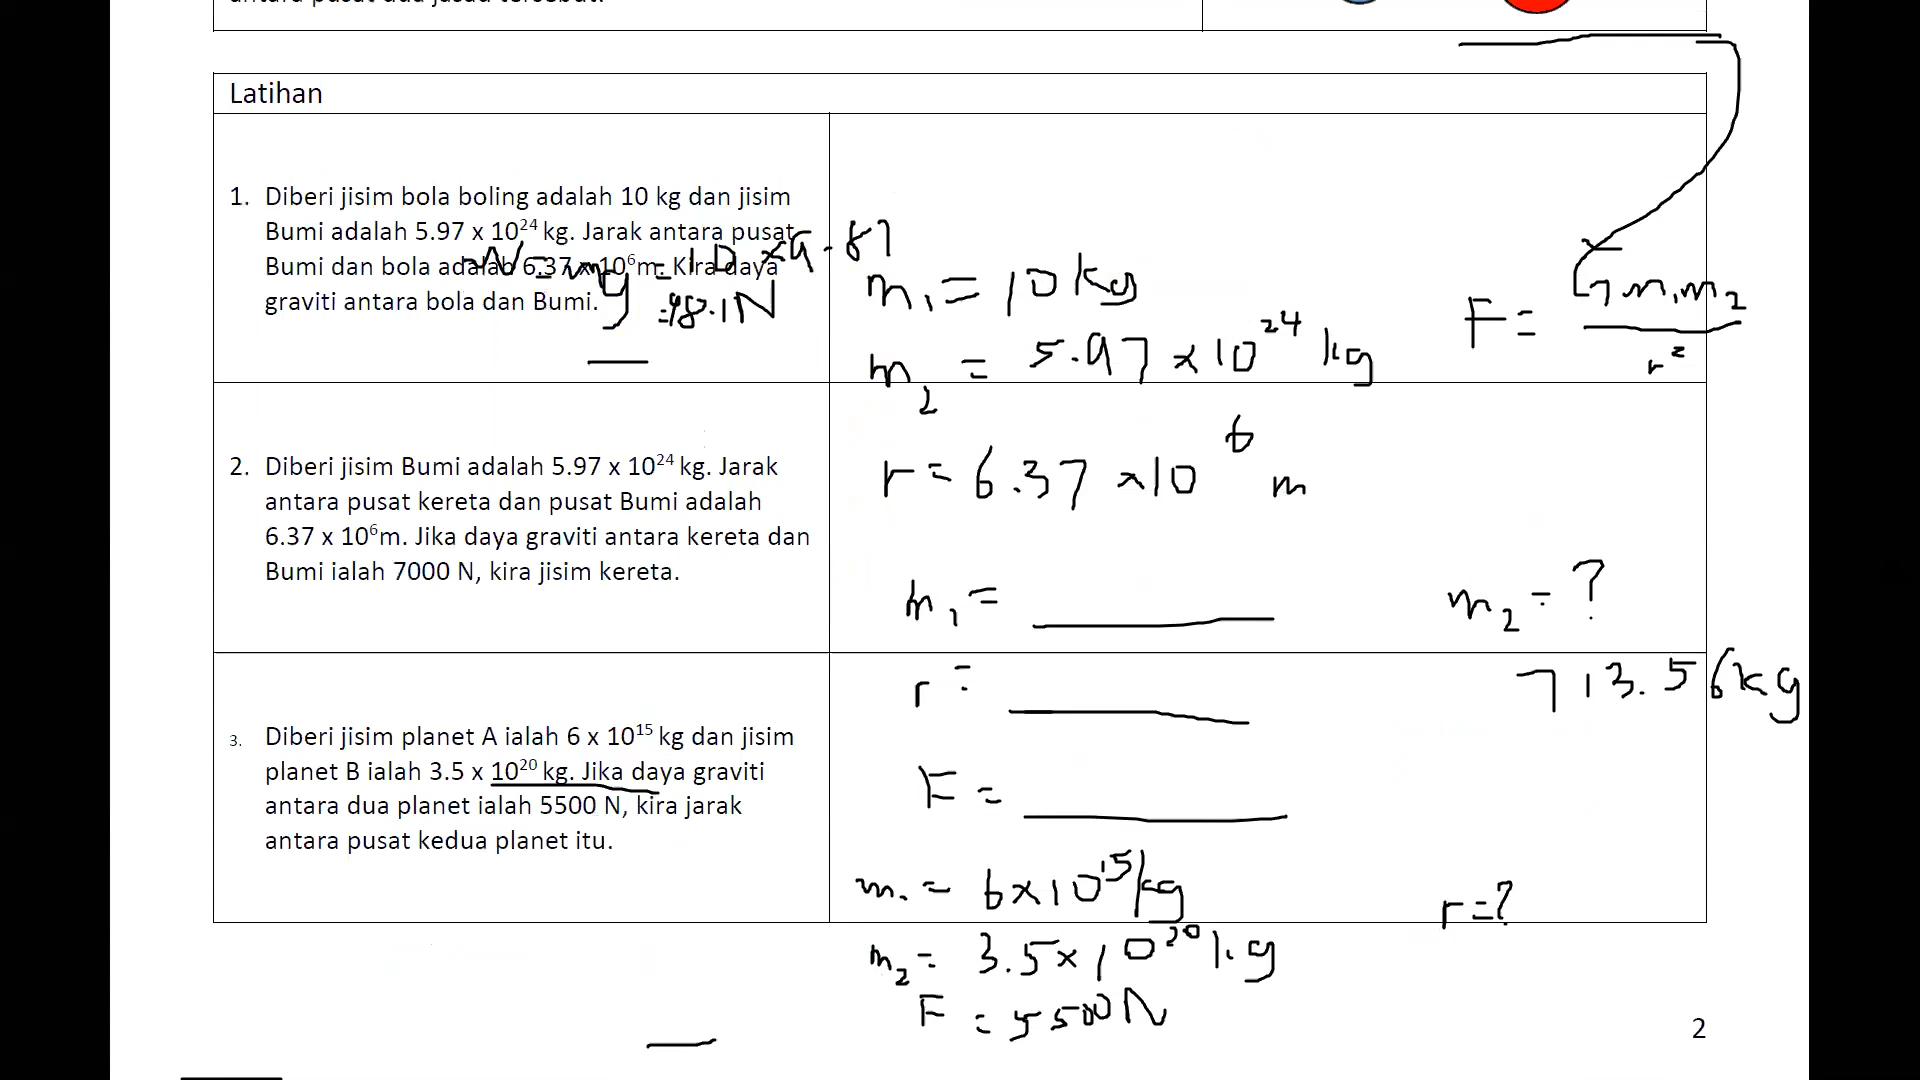 Latihan
1. Diberi jisim bola boling adalah 10 kg dan jisim
Bumi adalah 5.97 x 10²⁴ kg. Jarak antara pusat
Bumi dan bola adalah 6.37 x 10⁶m. Kira daya
graviti antara bola dan Bumi.
W = mg = 10 x 9.81
= 98.1N
m₁ = 10 kg
m₂ = 5.97 x 10²⁴ kg
F = Gm₁m₂
r²
2. Diberi jisim Bumi adalah 5.97 x 10²⁴ kg. Jarak
antara pusat kereta dan pusat Bumi adalah
6.37 x 10⁶m. Jika daya graviti antara kereta dan
Bumi ialah 7000 N, kira jisim kereta.
r = 6.37 x 10⁶ m
m₁ = m₂ = ?
3. Diberi jisim planet A ialah 6 x 10¹⁵ kg dan jisim
planet B ialah 3.5 x 10²⁰ kg. Jika daya graviti
antara dua planet ialah 5500 N, kira jarak
antara pusat kedua planet itu.
r = 713.56kg
F =
m₁ = 6x10¹⁵kg r=?
m₂ = 3.5x10²⁰kg
F = 5500N
2